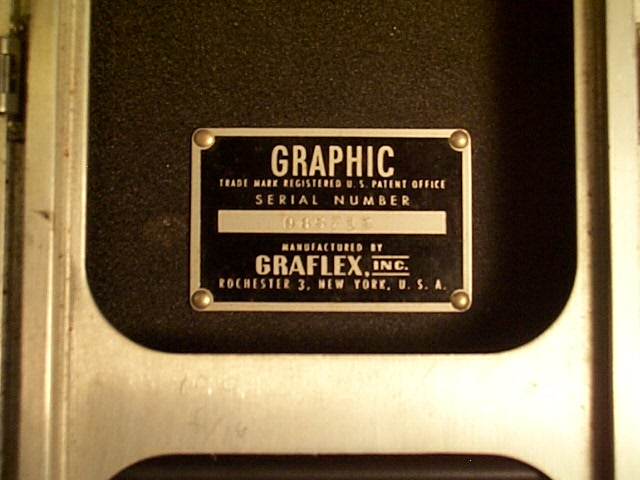 GRAPHIC
TRADE MARK REGISTERED U.S. PATENT OFFICE
SERIAL NUMBER
MANUFACTURED BY
GRAFLEX, INC.
ROCHESTER 3, NEW YORK, U. S. A.